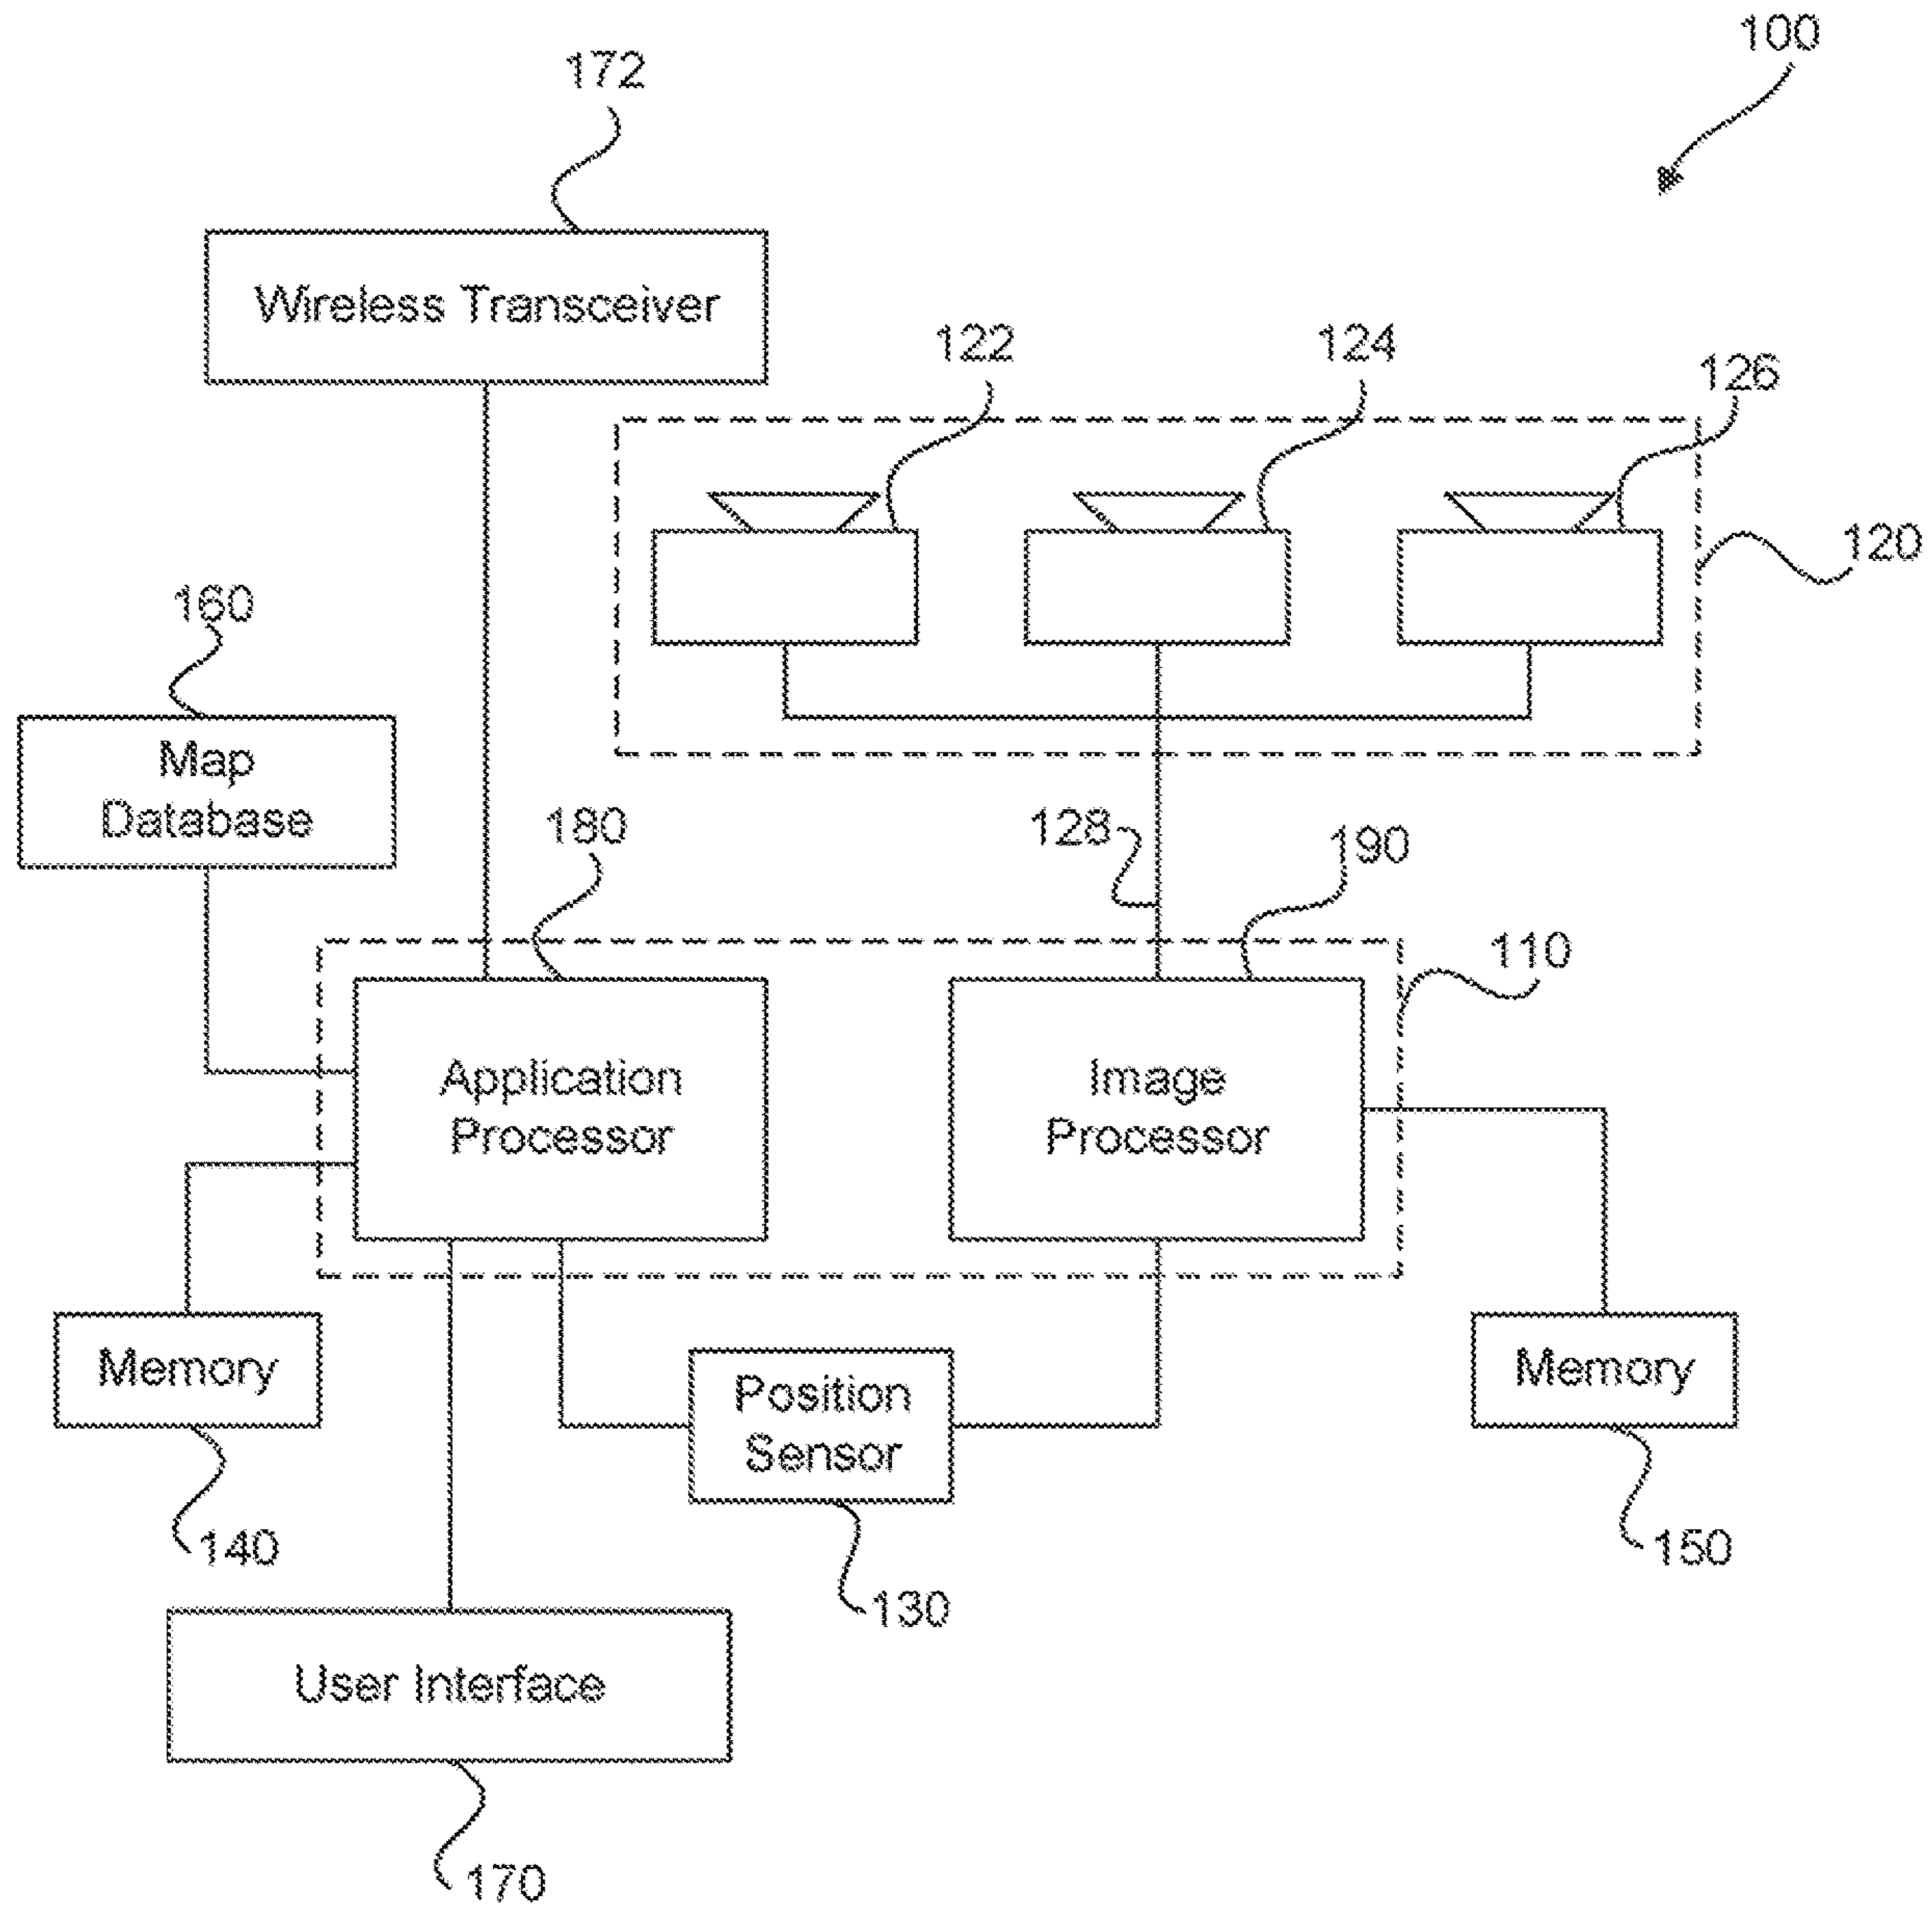 100
172
Wireless Transceiver
122
124
126
120
160
Map
Database
180
128
190
110
Application
Processor
Image
Processor
Memory
Position
Sensor
Memory
140
150
130
User Interface
170